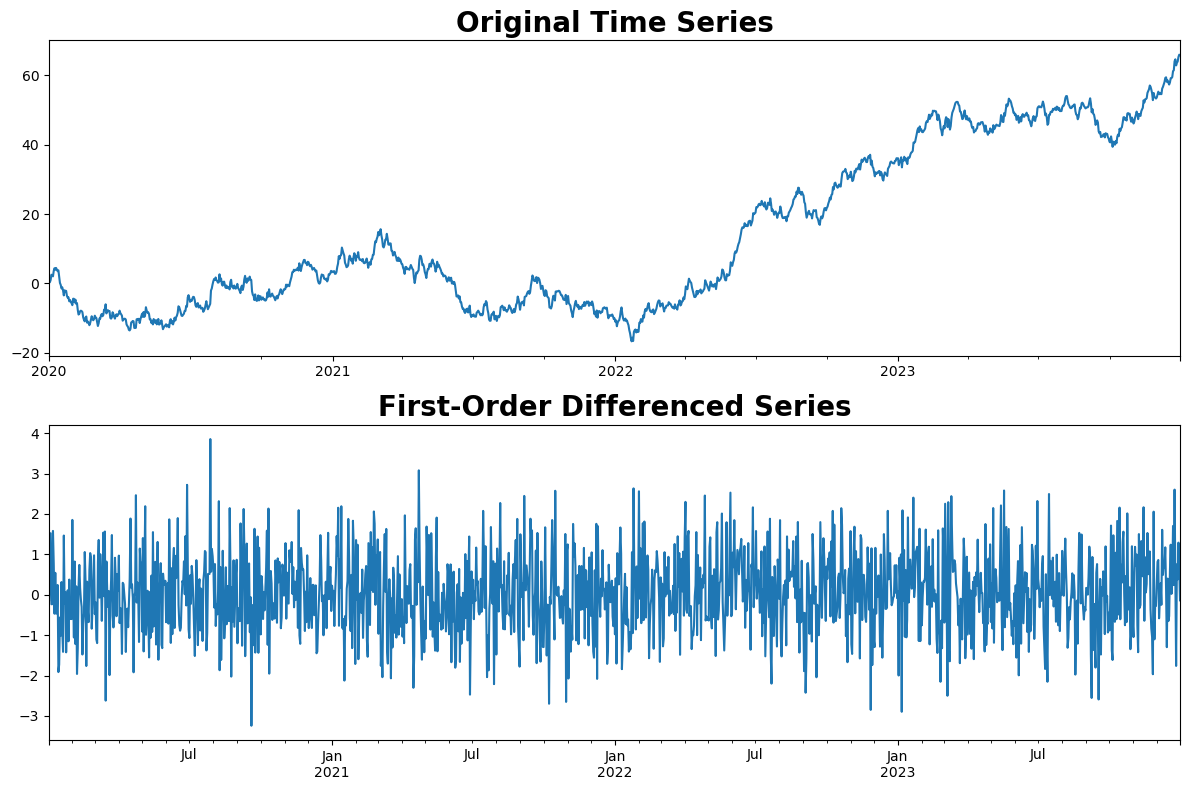 Original Time Series
60
40
20
0
−20
2020 2021 2022 2023
First-Order Differenced Series
4
3
2
1
0
−1
−2
−3
Jul Jan Jul Jan Jul Jan Jul
2021 2022 2023